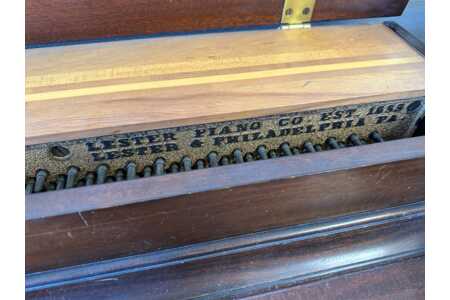 LESTER PIANO CO. EST. 1888
LESTER & PHILADELPHIA PA